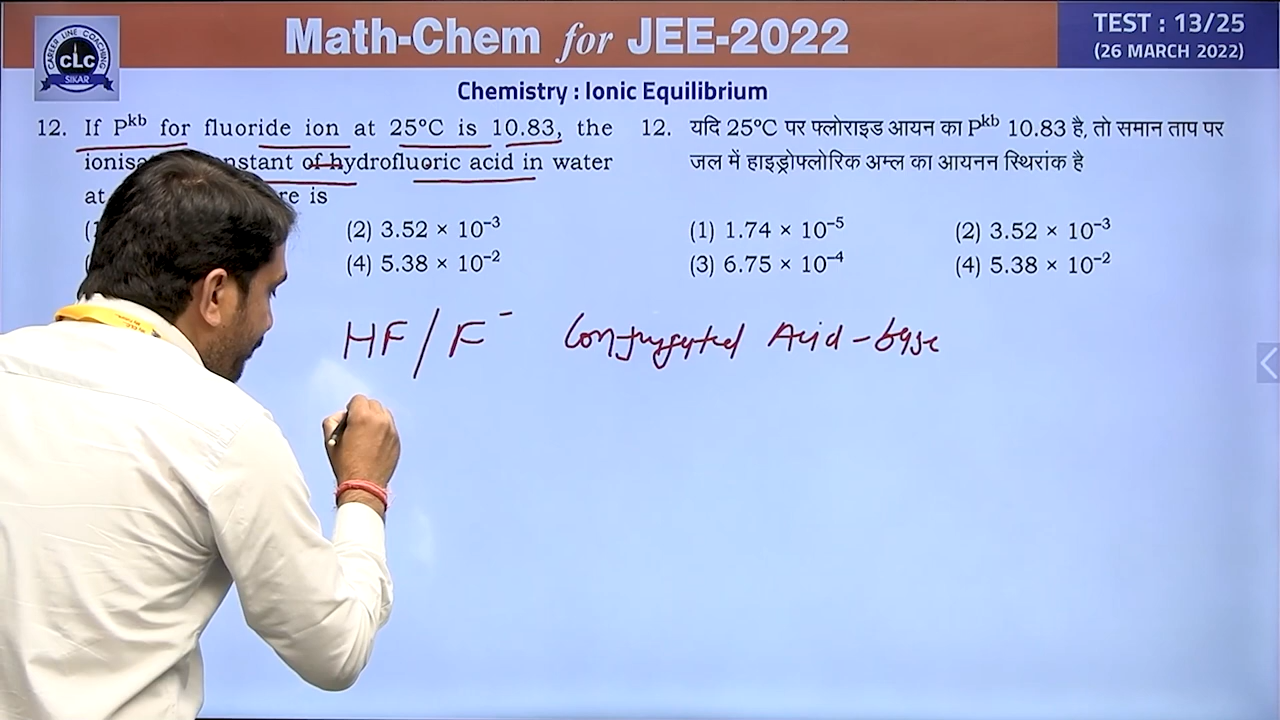 Math-Chem for JEE-2022
TEST : 13/25
(26 MARCH 2022)
CAREER LINE COACHING
CLC
SIKAR
Chemistry : Ionic Equilibrium
12. If P^kb for fluoride ion at 25°C is 10.83, the
ionisa nstant of hydrofluoric acid in water
at re is
(2) 3.52 × 10⁻³
(4) 5.38 × 10⁻²
12. यदि 25°C पर फ्लोराइड आयन का P^kb 10.83 है, तो समान ताप पर
जल में हाइड्रोफ्लोरिक अम्ल का आयनन स्थिरांक है
(1) 1.74 × 10⁻⁵ (2) 3.52 × 10⁻³
(3) 6.75 × 10⁻⁴ (4) 5.38 × 10⁻²
HF/F⁻ Conjugated Acid-base